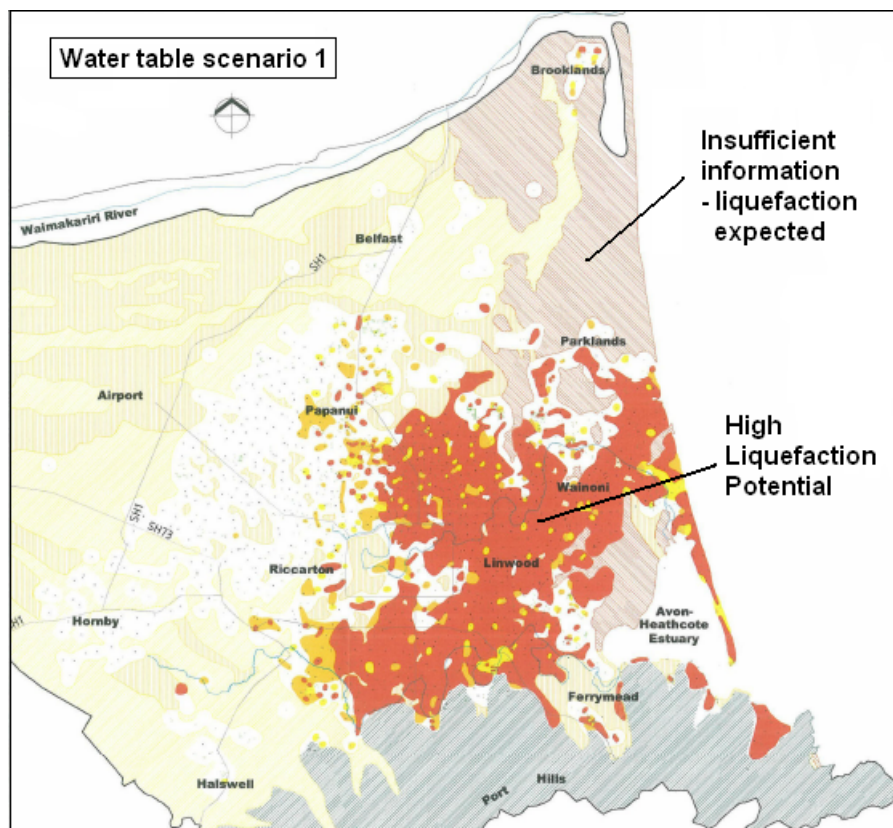 Water table scenario 1
Brooklands
Insufficient
information
- liquefaction
expected
Waimakariri River
Belfast
SH1
Parklands
Airport
Papanui
High
Liquefaction
Potential
Wainoni
SH1
SH73
Riccarton
Linwood
Hornby
H1
Avon-
Heathcote
Estuary
Ferrymead
Halswell
Port Hills